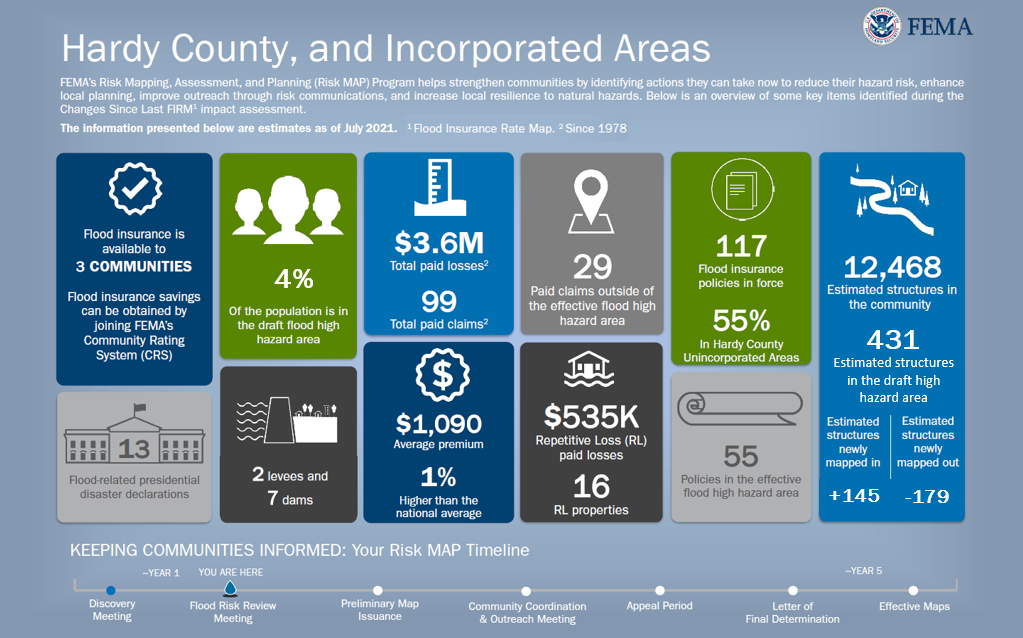 FEMA
Hardy County, and Incorporated Areas
FEMA's Risk Mapping, Assessment, and Planning (Risk MAP) Program helps strengthen communities by identifying actions they can take now to reduce their hazard risk, enhance
local planning, improve outreach through risk communications, and increase local resilience to natural hazards. Below is an overview of some key items identified during the
Changes Since Last FIRM¹ impact assessment.
The information presented below are estimates as of July 2021. ¹ Flood Insurance Rate Map. ² Since 1978
Flood insurance is
available to
3 COMMUNITIES
Flood insurance savings
can be obtained by
joining FEMA's
Community Rating
System (CRS)
13
Flood-related presidential
disaster declarations
4%
Of the population is in
the draft flood high
hazard area
2 levees and
7 dams
$3.6M
Total paid losses²
99
Total paid claims²
$
$1,090
Average premium
1%
Higher than the
national average
29
Paid claims outside of
the effective flood high
hazard area
$535K
Repetitive Loss (RL)
paid losses
16
RL properties
117
Flood insurance
policies in force
55%
In Hardy County
Unincorporated Areas
55
Policies in the effective
flood high hazard area
12,468
Estimated structures in
the community
431
Estimated structures
in the draft high
hazard area
Estimated
structures
newly
mapped in
+145
Estimated
structures
newly
mapped out
-179
KEEPING COMMUNITIES INFORMED: Your Risk MAP Timeline
~YEAR 1
YOU ARE HERE
~YEAR 5
Discovery
Meeting
Flood Risk Review
Meeting
Preliminary Map
Issuance
Community Coordination
& Outreach Meeting
Appeal Period
Letter of
Final Determination
Effective Maps